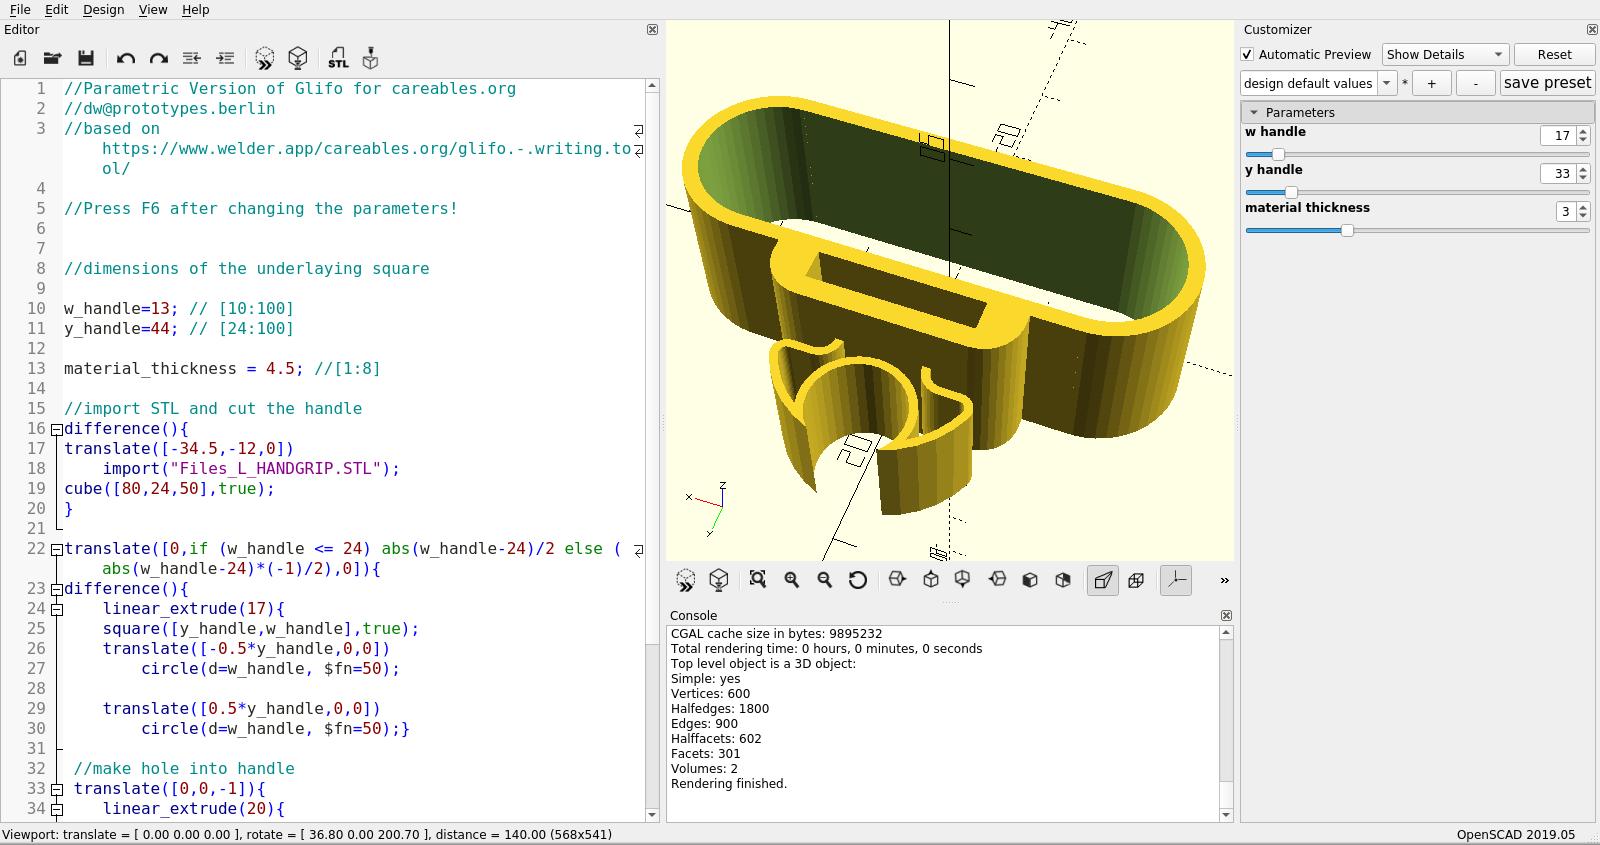 File Edit Design View Help
Editor
STL
1 //Parametric Version of Glifo for careables.org
2 //dw@prototypes.berlin
3 //based on
https://www.welder.app/careables.org/glifo.-.writing.to
ol/
4
5 //Press F6 after changing the parameters!
6
7
8 //dimensions of the underlaying square
9
10 w_handle=13; // [10:100]
11 y_handle=44; // [24:100]
12
13 material_thickness = 4.5; //[1:8]
14
15 //import STL and cut the handle
16 difference(){
17 translate([-34.5,-12,0])
18 import("Files_L_HANDGRIP.STL");
19 cube([80,24,50],true);
20 }
21
22 translate([0,if (w_handle <= 24) abs(w_handle-24)/2 else (
abs(w_handle-24)*(-1)/2),0]){
23 difference(){
24 linear_extrude(17){
25 square([y_handle,w_handle],true);
26 translate([-0.5*y_handle,0,0])
27 circle(d=w_handle, $fn=50);
28
29 translate([0.5*y_handle,0,0])
30 circle(d=w_handle, $fn=50);}
31
32 //make hole into handle
33 translate([0,0,-1]){
34 linear_extrude(20){
x
y
z
»
Console
CGAL cache size in bytes: 9895232
Total rendering time: 0 hours, 0 minutes, 0 seconds
Top level object is a 3D object:
Simple: yes
Vertices: 600
Halfedges: 1800
Edges: 900
Halffacets: 602
Facets: 301
Volumes: 2
Rendering finished.
Customizer
Automatic Preview Show Details Reset
design default values * + - save preset
Parameters
w handle
17
y handle
33
material thickness
3
Viewport: translate = [ 0.00 0.00 0.00 ], rotate = [ 36.80 0.00 200.70 ], distance = 140.00 (568x541)
OpenSCAD 2019.05